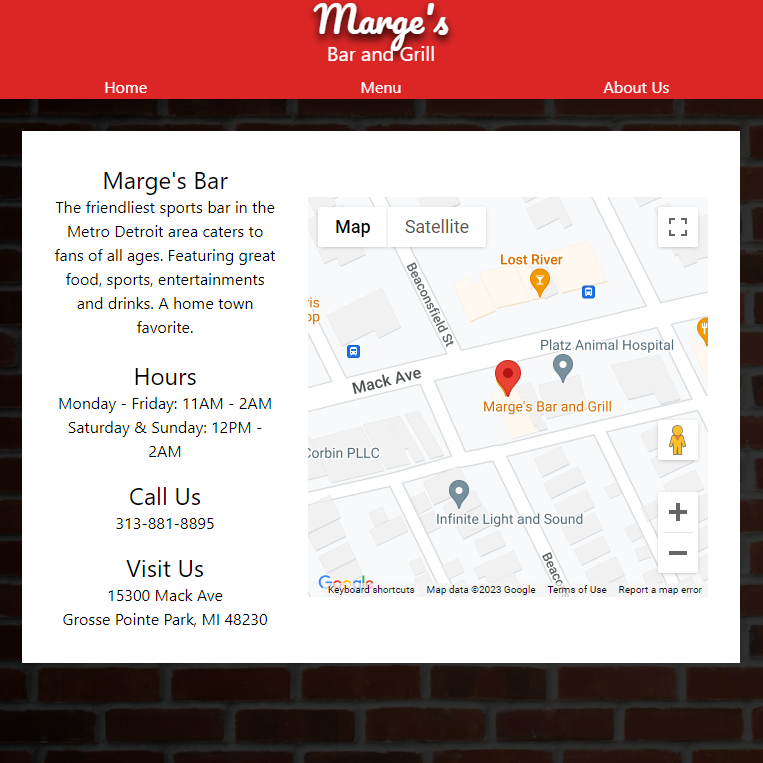 Marge's
Bar and Grill
Home Menu About Us
Marge's Bar
The friendliest sports bar in the
Metro Detroit area caters to
fans of all ages. Featuring great
food, sports, entertainments
and drinks. A home town
favorite.
Hours
Monday - Friday: 11AM - 2AM
Saturday & Sunday: 12PM -
2AM
Call Us
313-881-8895
Visit Us
15300 Mack Ave
Grosse Pointe Park, MI 48230
Map Satellite
Lost River
Beaconsfield St
Platz Animal Hospital
Mack Ave
Marge's Bar and Grill
Corbin PLLC
Infinite Light and Sound
Google
Keyboard shortcuts Map data ©2023 Google Terms of Use Report a map error